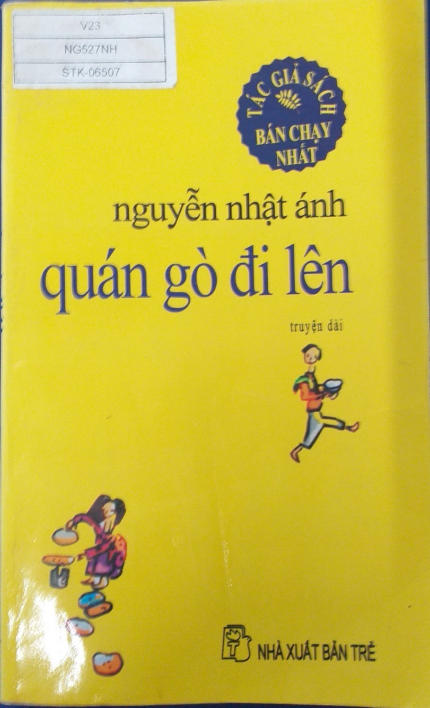 V23
NG527NH
STK-06507
TÁC GIẢ SÁCH
BÁN CHẠY
NHẤT
nguyễn nhật ánh
quán gò đi lên
truyện dài
NHÀ XUẤT BẢN TRẺ